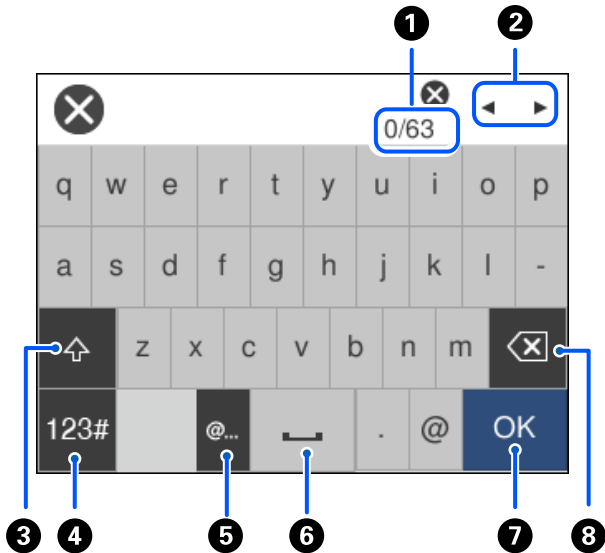 1 2
0/63
q w e r t y u i o p
a s d f g h j k l -
z x c v b n m
123# @... . @ OK
3 4 5 6 7 8